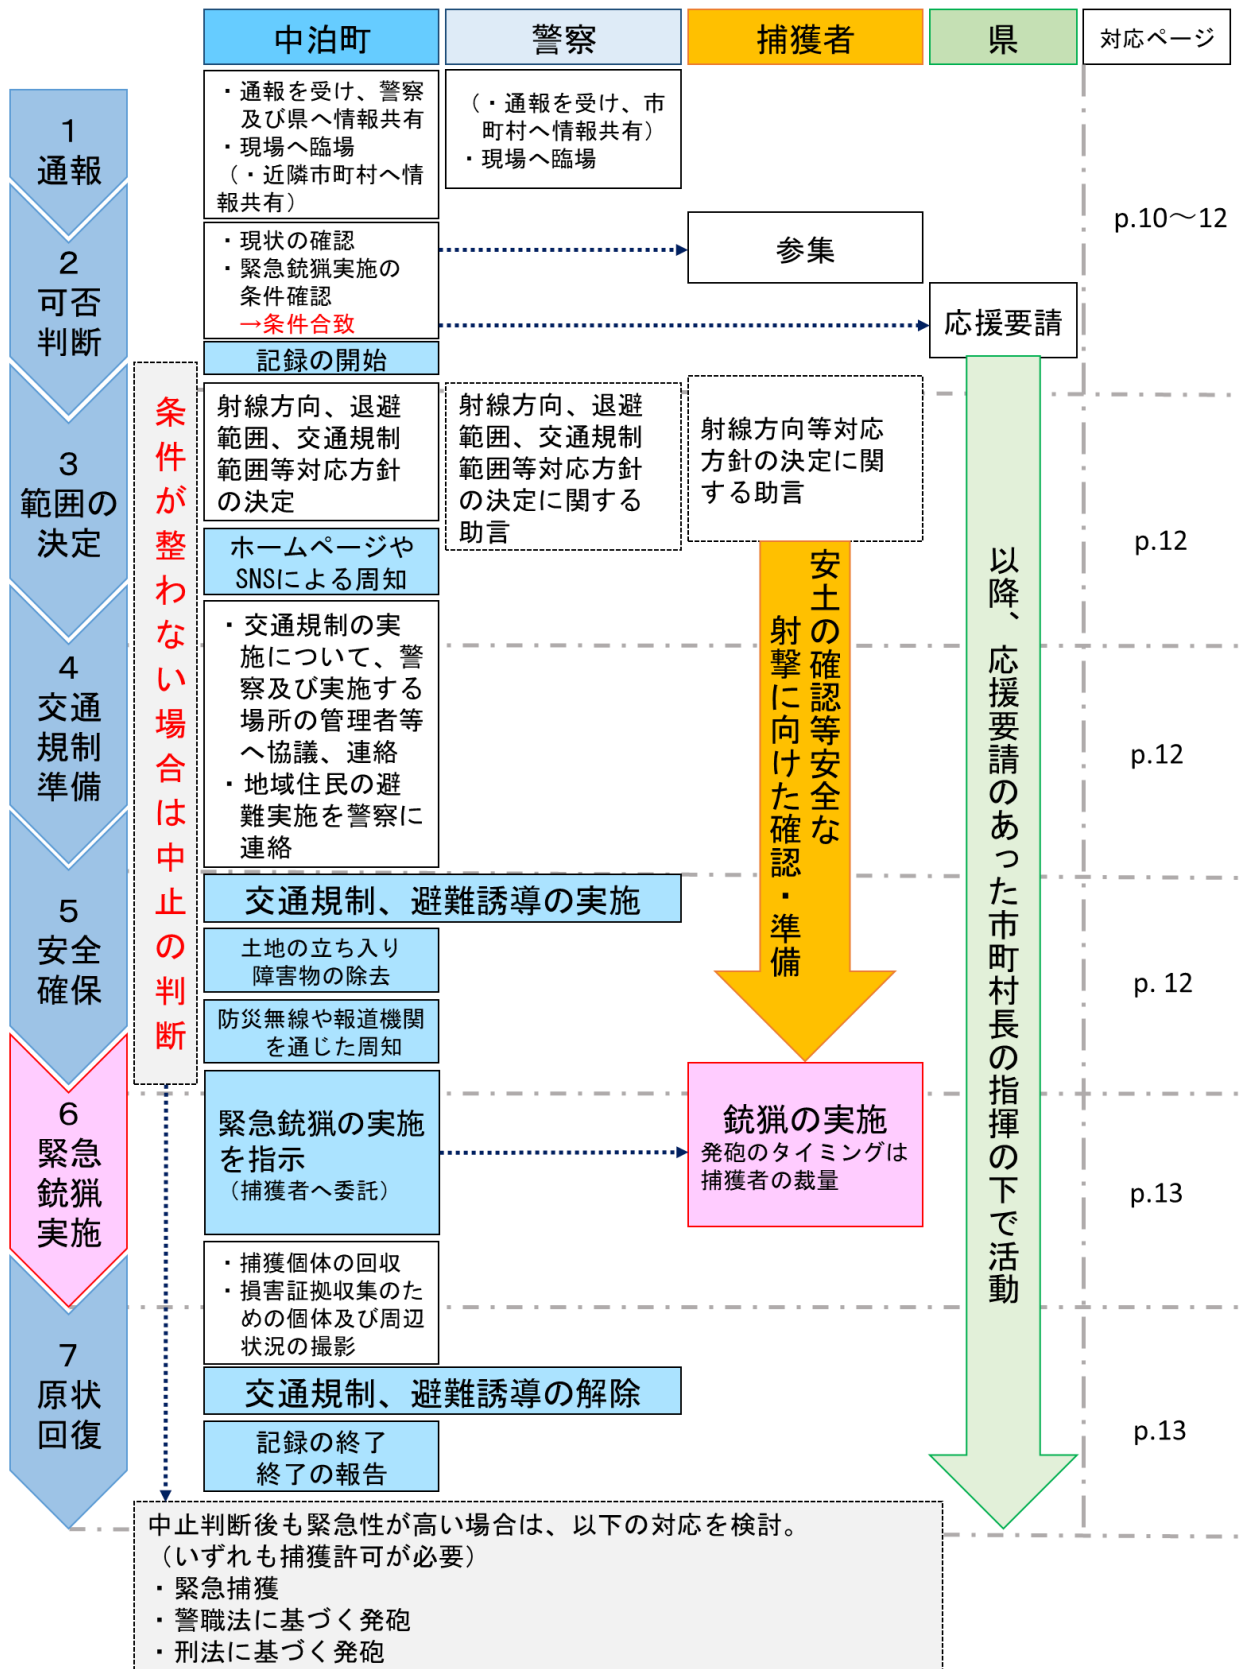 中泊町
警察
捕獲者
県
対応ページ
1
通報
・通報を受け、警察
及び県へ情報共有
・現場へ臨場
（・近隣市町村へ情
報共有）
（・通報を受け、市
町村へ情報共有）
・現場へ臨場
p.10～12
2
可否
判断
・現状の確認
・緊急銃猟実施の
条件確認
→条件合致
参集
応援要請
記録の開始
条件が整わない場合は中止の判断
3
範囲の
決定
射線方向、退避
範囲、交通規制
範囲等対応方針
の決定
射線方向、退避
範囲、交通規制
範囲等対応方針
の決定に関する
助言
射線方向等対応
方針の決定に関
する助言
p.12
ホームページや
SNSによる周知
安土の確認等安全な
射撃に向けた確認・準備
以降、応援要請のあった市町村長の指揮の下で活動
4
交通
規制
準備
・交通規制の実
施について、警
察及び実施する
場所の管理者等
へ協議、連絡
・地域住民の避
難実施を警察に
連絡
p.12
5
安全
確保
交通規制、避難誘導の実施
土地の立ち入り
障害物の除去
防災無線や報道機関
を通じた周知
p. 12
6
緊急
銃猟
実施
緊急銃猟の実施
を指示
（捕獲者へ委託）
銃猟の実施
発砲のタイミングは
捕獲者の裁量
p.13
7
原状
回復
・捕獲個体の回収
・損害証拠収集のた
めの個体及び周辺
状況の撮影
交通規制、避難誘導の解除
記録の終了
終了の報告
p.13
中止判断後も緊急性が高い場合は、以下の対応を検討。
（いずれも捕獲許可が必要）
・緊急捕獲
・警職法に基づく発砲
・刑法に基づく発砲